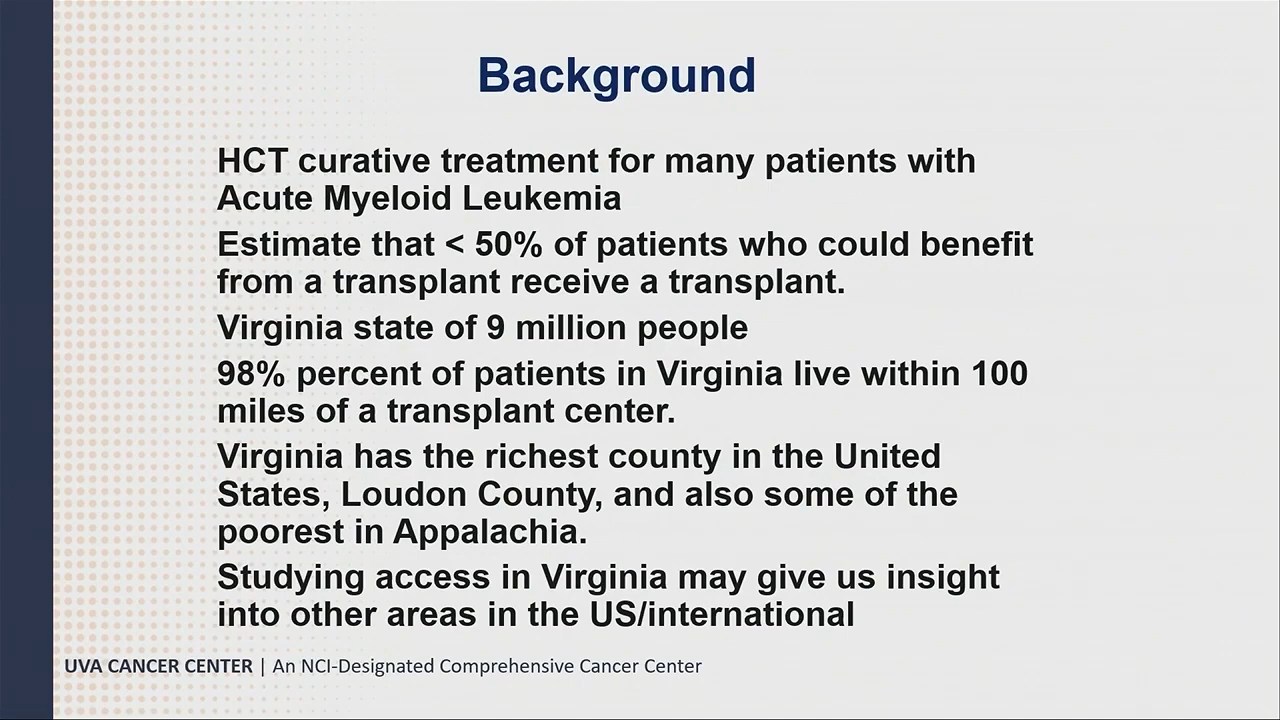 Background
HCT curative treatment for many patients with
Acute Myeloid Leukemia
Estimate that < 50% of patients who could benefit
from a transplant receive a transplant.
Virginia state of 9 million people
98% percent of patients in Virginia live within 100
miles of a transplant center.
Virginia has the richest county in the United
States, Loudon County, and also some of the
poorest in Appalachia.
Studying access in Virginia may give us insight
into other areas in the US/international
UVA CANCER CENTER | An NCI-Designated Comprehensive Cancer Center